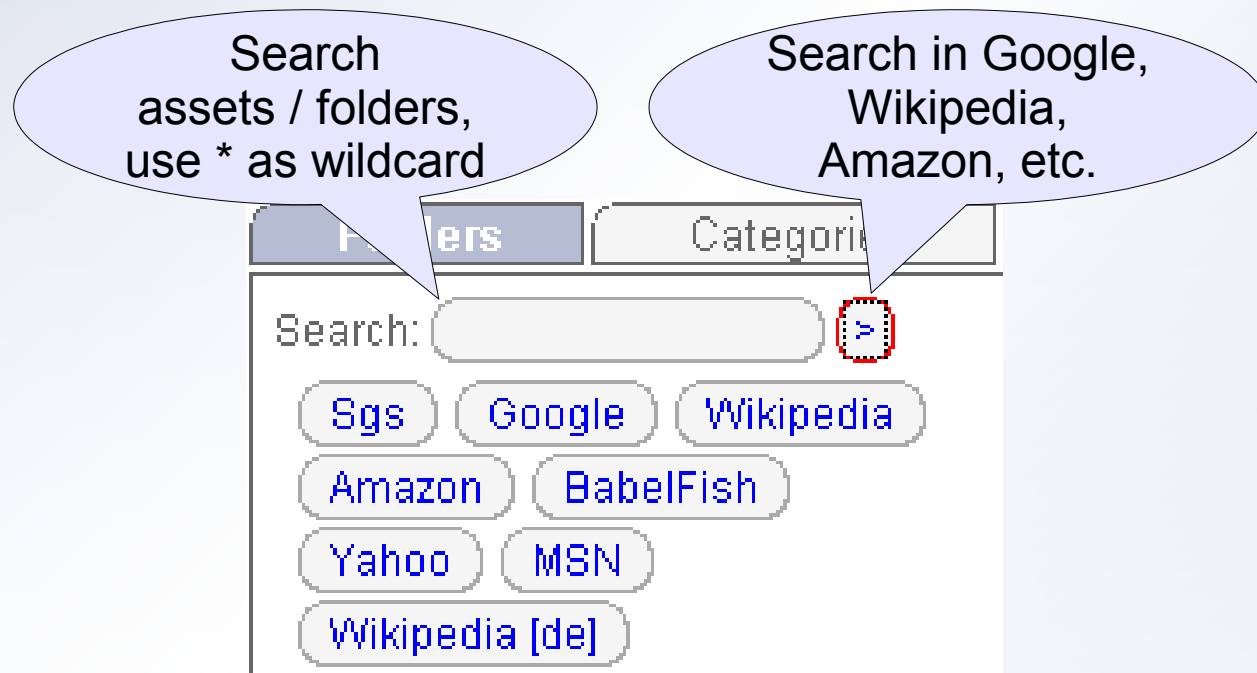 Search
assets / folders,
use * as wildcard
Search in Google,
Wikipedia,
Amazon, etc.
Search: >
Sgs Google Wikipedia
Amazon BabelFish
Yahoo MSN
Wikipedia [de]